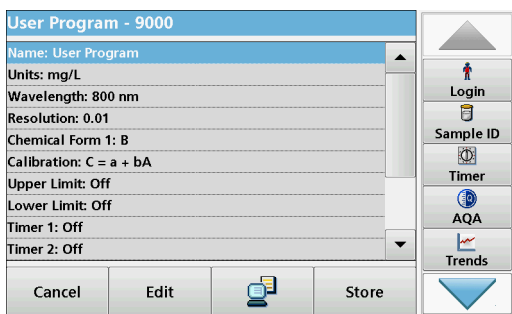 User Program - 9000
Name: User Program
Units: mg/L
Wavelength: 800 nm
Resolution: 0.01
Chemical Form 1: B
Calibration: C = a + bA
Upper Limit: Off
Lower Limit: Off
Timer 1: Off
Timer 2: Off
Cancel
Edit
Store
Login
Sample ID
Timer
AQA
Trends